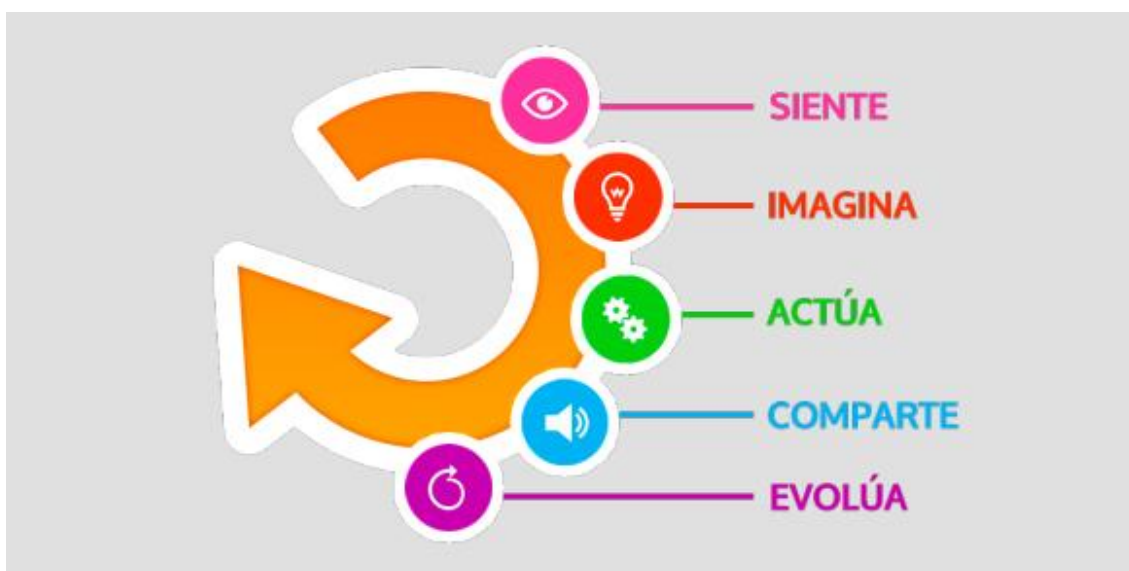 SIENTE
IMAGINA
ACTÚA
COMPARTE
EVOLÚA